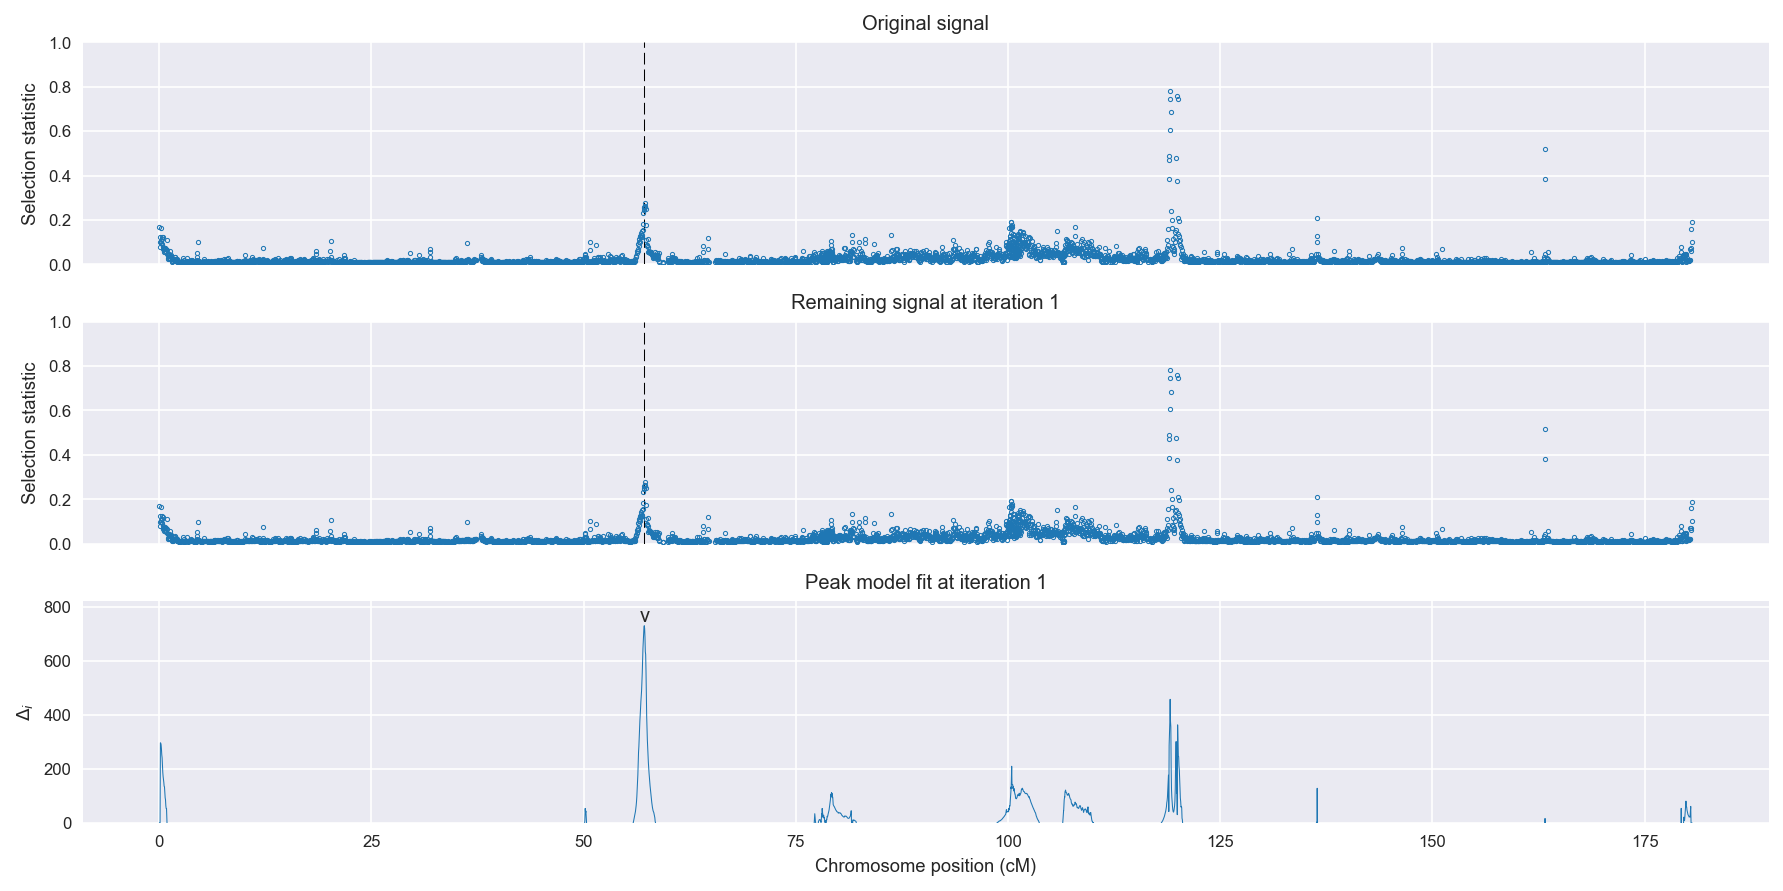 Original signal
1.0
0.8
0.6
0.4
0.2
0.0
Selection statistic
Remaining signal at iteration 1
1.0
0.8
0.6
0.4
0.2
0.0
Selection statistic
Peak model fit at iteration 1
800
600
400
200
0
Δi
v
0 25 50 75 100 125 150 175
Chromosome position (cM)